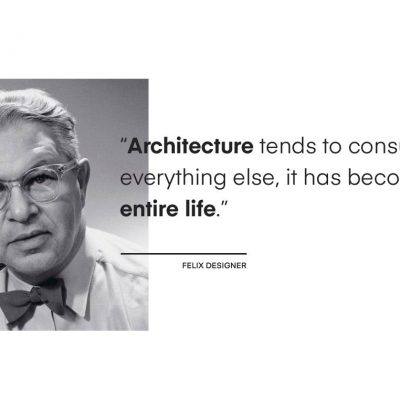 “Architecture tends to
everything else, it has
entire life.”
FELIX DESIGNER